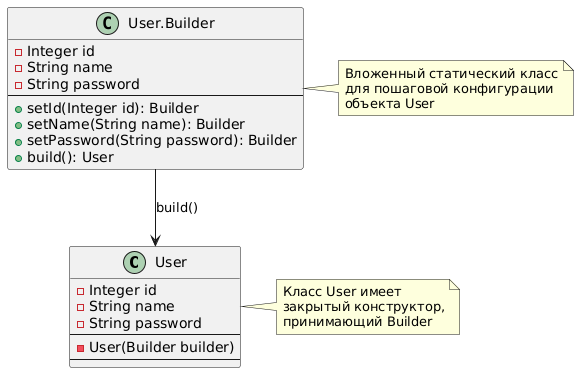 C User.Builder
Integer id
String name
String password
setId(Integer id): Builder
setName(String name): Builder
setPassword(String password): Builder
build(): User
Вложенный статический класс
для пошаговой конфигурации
объекта User
build()
C User
Integer id
String name
String password
User(Builder builder)
Класс User имеет
закрытый конструктор,
принимающий Builder